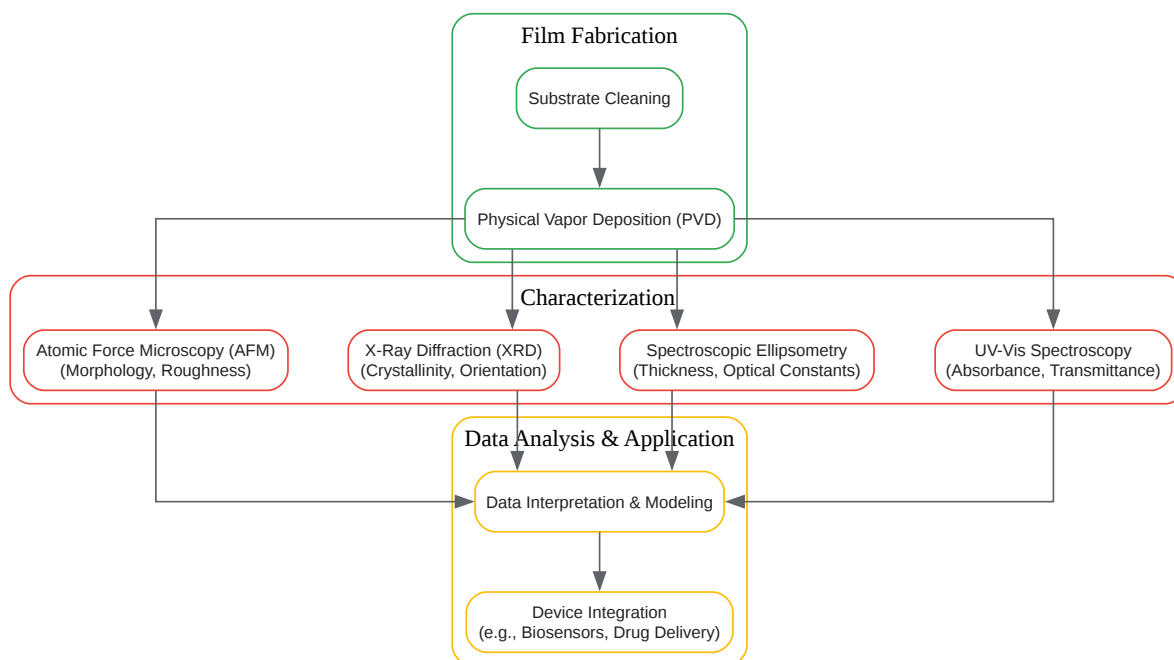 Film Fabrication
Substrate Cleaning
Physical Vapor Deposition (PVD)
Characterization
Atomic Force Microscopy (AFM)
(Morphology, Roughness)
X-Ray Diffraction (XRD)
(Crystallinity, Orientation)
Spectroscopic Ellipsometry
(Thickness, Optical Constants)
UV-Vis Spectroscopy
(Absorbance, Transmittance)
Data Analysis & Application
Data Interpretation & Modeling
Device Integration
(e.g., Biosensors, Drug Delivery)